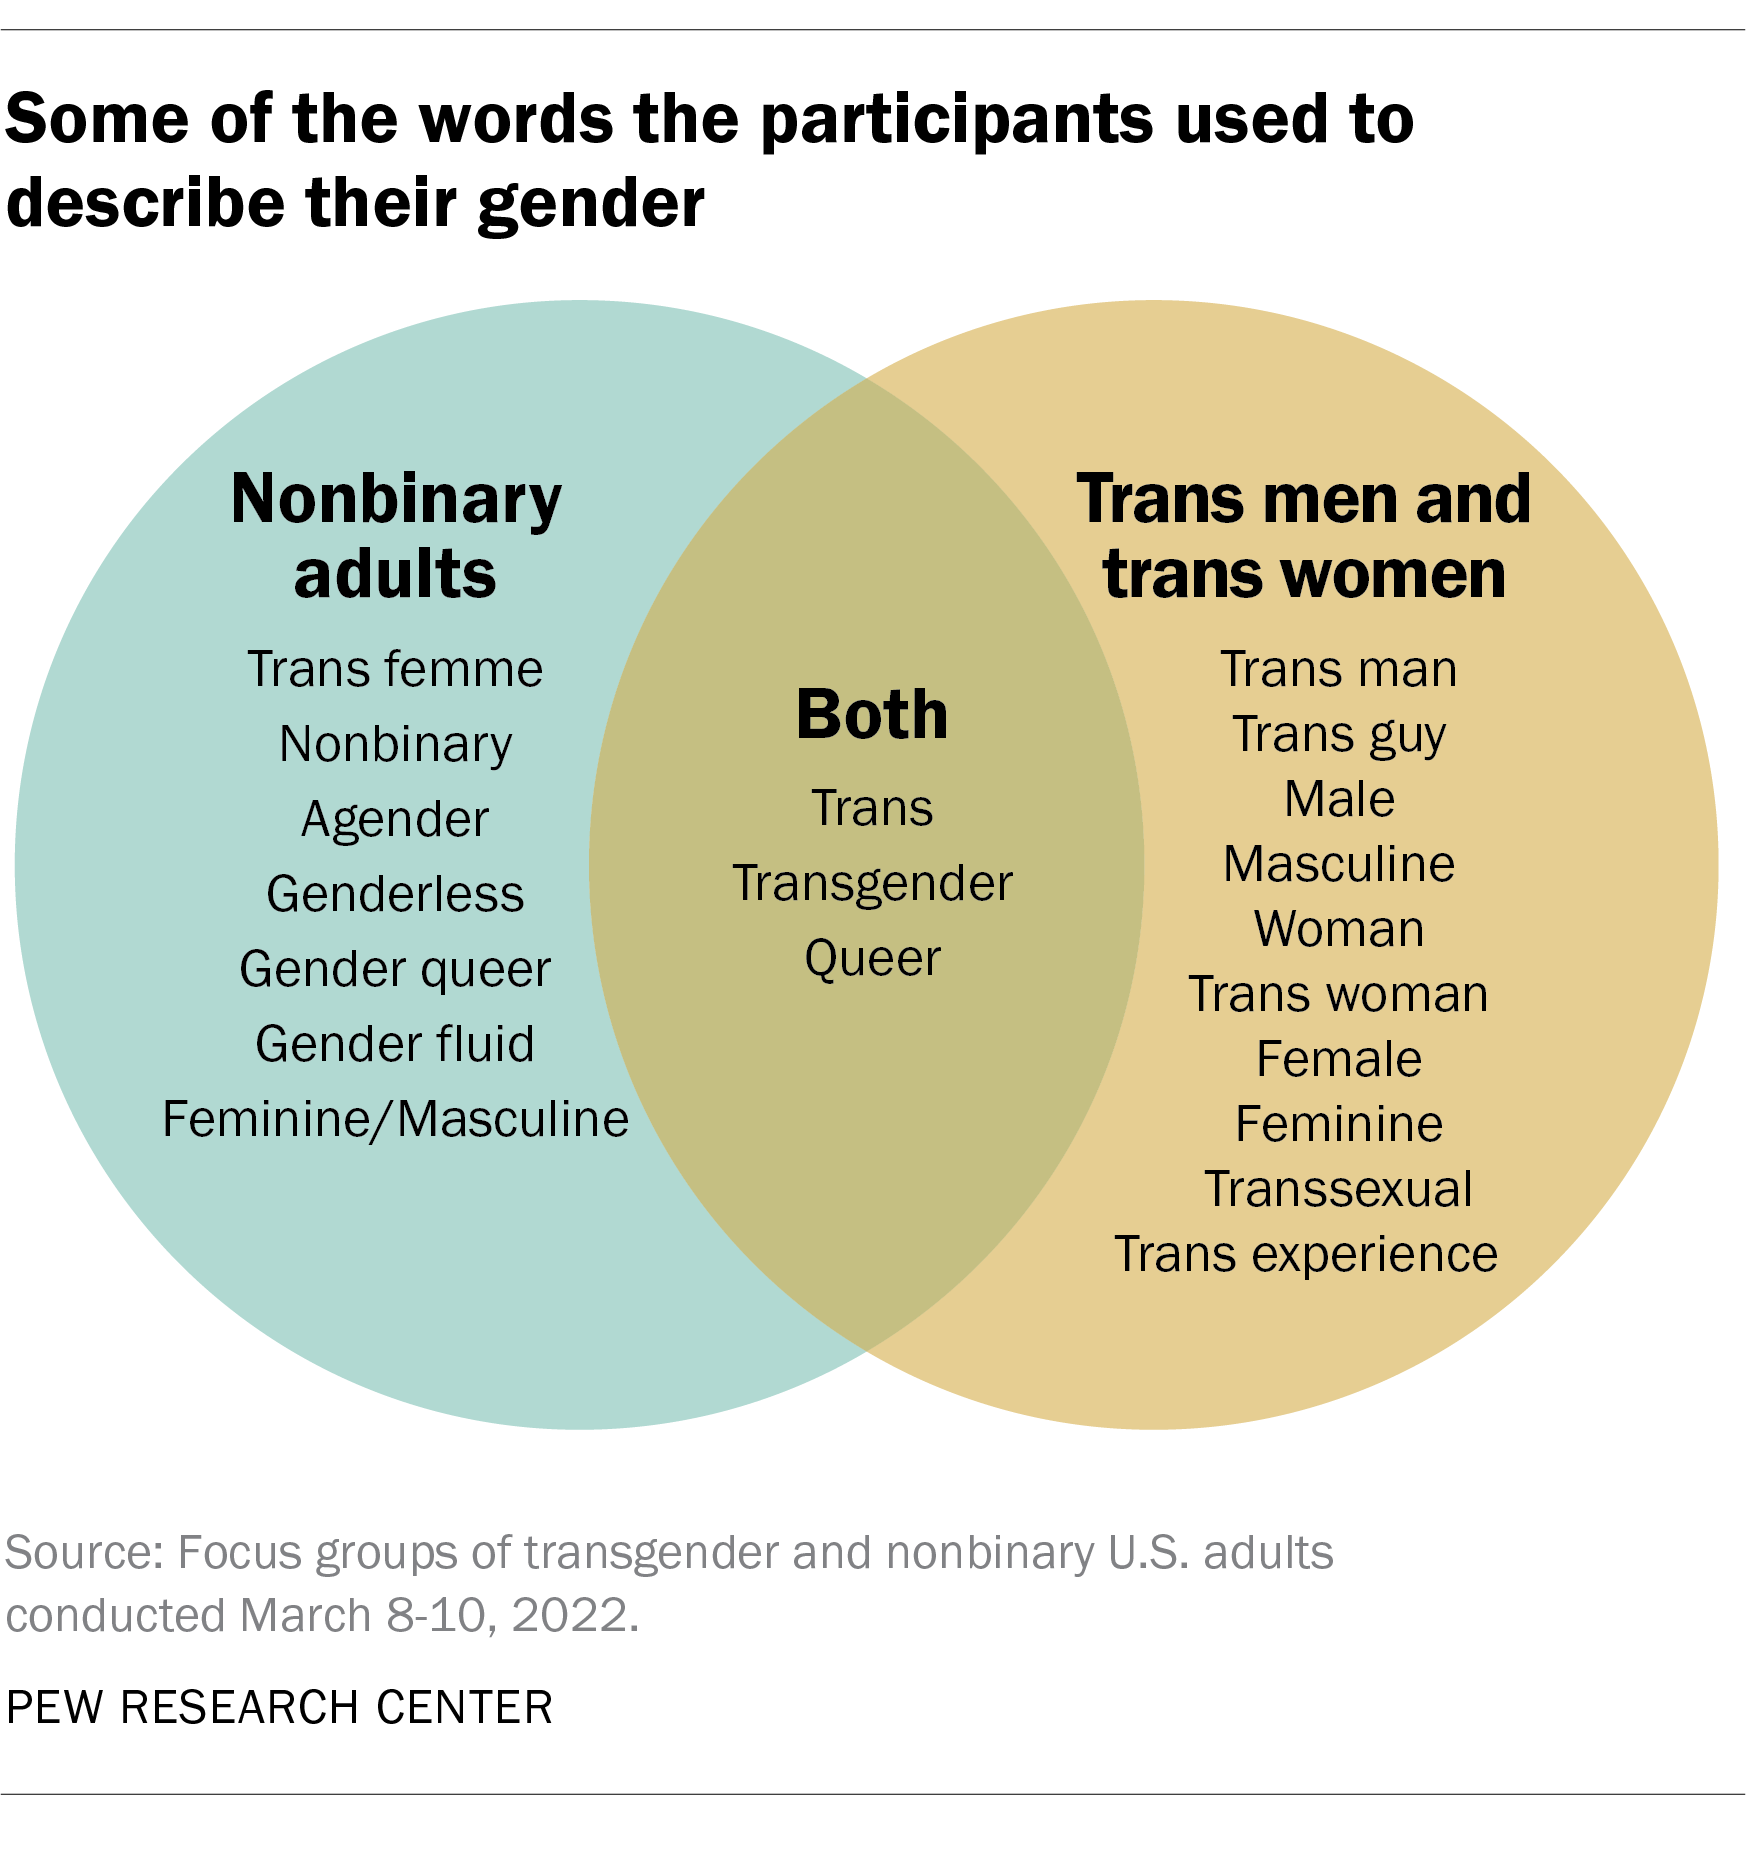 Some of the words the participants used to
describe their gender
Nonbinary
adults
Trans femme
Nonbinary
Agender
Genderless
Gender queer
Gender fluid
Feminine/Masculine
Both
Trans
Transgender
Queer
Trans men and
trans women
Trans man
Trans guy
Male
Masculine
Woman
Trans woman
Female
Feminine
Transsexual
Trans experience
Source: Focus groups of transgender and nonbinary U.S. adults
conducted March 8-10, 2022.
PEW RESEARCH CENTER